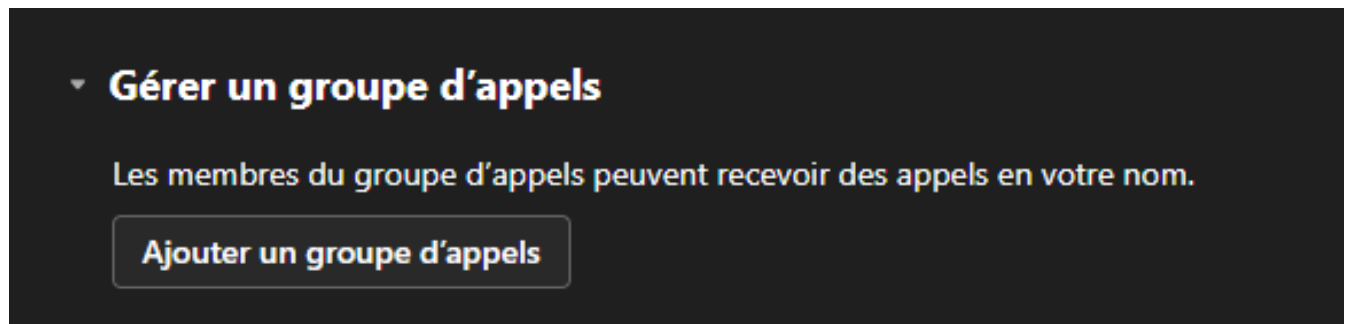 Gérer un groupe d’appels
Les membres du groupe d’appels peuvent recevoir des appels en votre nom.
Ajouter un groupe d’appels